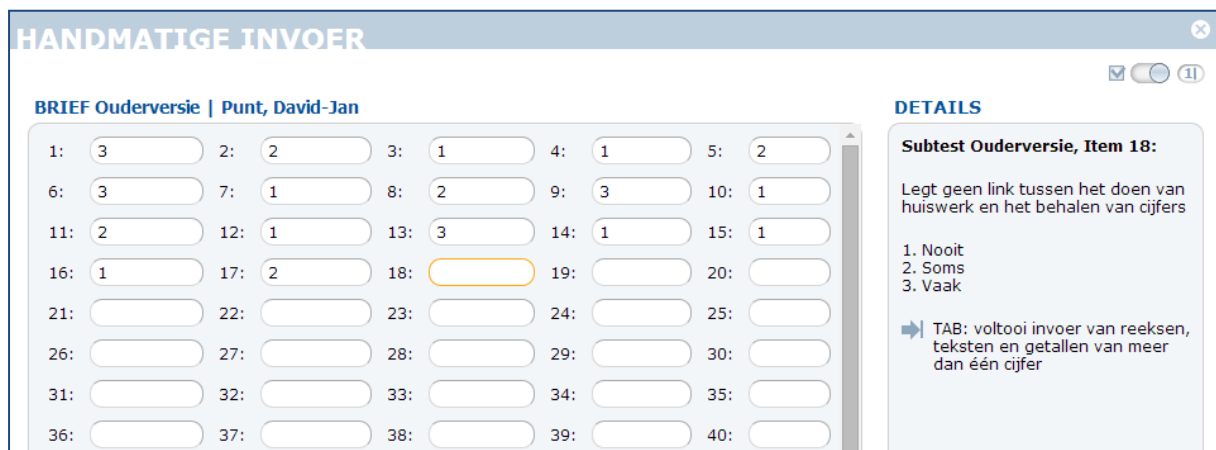 HANDMATIGE INVOER
BRIEF Ouderversie | Punt, David-Jan
1: 3 2: 2 3: 1 4: 1 5: 2
6: 3 7: 1 8: 2 9: 3 10: 1
11: 2 12: 1 13: 3 14: 1 15: 1
16: 1 17: 2 18: 19: 20:
21: 22: 23: 24: 25:
26: 27: 28: 29: 30:
31: 32: 33: 34: 35:
36: 37: 38: 39: 40:
1|
DETAILS
Subtest Ouderversie, Item 18:
Legt geen link tussen het doen van
huiswerk en het behalen van cijfers
1. Nooit
2. Soms
3. Vaak
TAB: voltooi invoer van reeksen,
teksten en getallen van meer
dan één cijfer